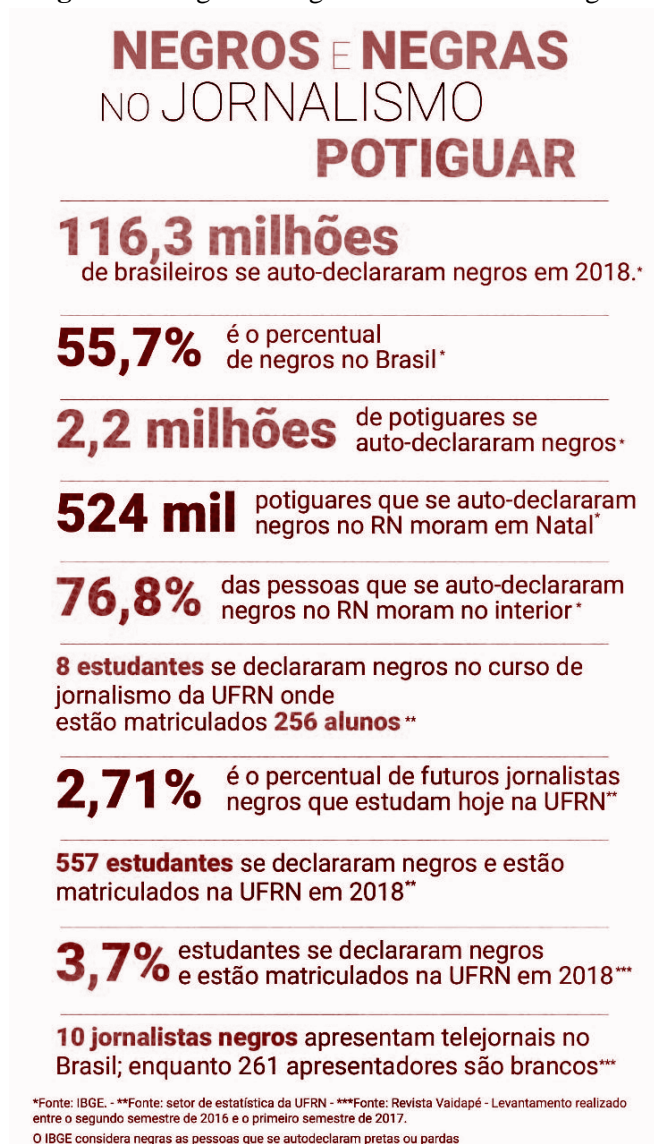 NEGROS E NEGRAS
NO JORNALISMO
POTIGUAR
116,3 milhões
de brasileiros se auto-declararam negros em 2018.*
55,7% é o percentual
de negros no Brasil*
2,2 milhões de potiguares se
auto-declararam negros*
524 mil potiguares que se auto-declararam
negros no RN moram em Natal*
76,8% das pessoas que se auto-declararam
negros no RN moram no interior*
8 estudantes se declararam negros no curso de
jornalismo da UFRN onde
estão matriculados 256 alunos**
2,71% é o percentual de futuros jornalistas
negros que estudam hoje na UFRN**
557 estudantes se declararam negros e estão
matriculados na UFRN em 2018**
3,7% estudantes se declararam negros
e estão matriculados na UFRN em 2018***
10 jornalistas negros apresentam telejornais no
Brasil; enquanto 261 apresentadores são brancos***
*Fonte: IBGE. - **Fonte: setor de estatística da UFRN - ***Fonte: Revista Vaidapé - Levantamento realizado
entre o segundo semestre de 2016 e o primeiro semestre de 2017.
O IBGE considera negras as pessoas que se autodeclaram pretas ou pardas